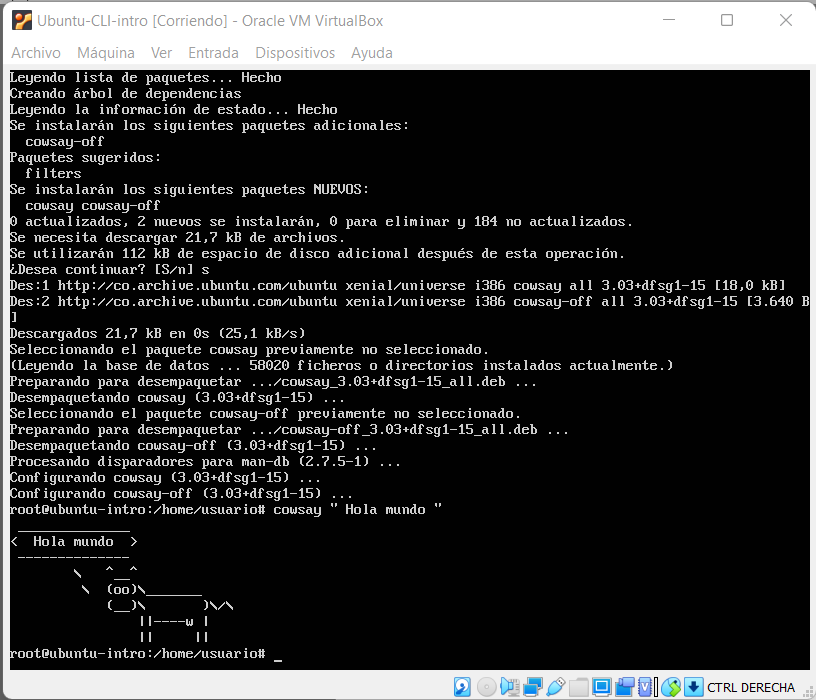 Ubuntu-CLI-intro [Corriendo] - Oracle VM VirtualBox
Archivo Máquina Ver Entrada Dispositivos Ayuda
Leyendo lista de paquetes... Hecho
Creando árbol de dependencias
Leyendo la información de estado... Hecho
Se instalarán los siguientes paquetes adicionales:
  cowsay-off
Paquetes sugeridos:
  filters
Se instalarán los siguientes paquetes NUEVOS:
  cowsay cowsay-off
0 actualizados, 2 nuevos se instalarán, 0 para eliminar y 184 no actualizados.
Se necesita descargar 21,7 kB de archivos.
Se utilizarán 112 kB de espacio de disco adicional después de esta operación.
¿Desea continuar? [S/n] s
Des:1 http://co.archive.ubuntu.com/ubuntu xenial/universe i386 cowsay all 3.03+dfsg1-15 [18,0 kB]
Des:2 http://co.archive.ubuntu.com/ubuntu xenial/universe i386 cowsay-off all 3.03+dfsg1-15 [3.640 B
]
Descargados 21,7 kB en 0s (25,1 kB/s)
Seleccionando el paquete cowsay previamente no seleccionado.
(Leyendo la base de datos ... 58020 ficheros o directorios instalados actualmente.)
Preparando para desempaquetar .../cowsay_3.03+dfsg1-15_all.deb ...
Desempaquetando cowsay (3.03+dfsg1-15) ...
Seleccionando el paquete cowsay-off previamente no seleccionado.
Preparando para desempaquetar .../cowsay-off_3.03+dfsg1-15_all.deb ...
Desempaquetando cowsay-off (3.03+dfsg1-15) ...
Procesando disparadores para man-db (2.7.5-1) ...
Configurando cowsay (3.03+dfsg1-15) ...
Configurando cowsay-off (3.03+dfsg1-15) ...
root@ubuntu-intro:/home/usuario# cowsay " Hola mundo "
 ______________
<  Hola mundo  >
 --------------
        \   ^__^
         \  (oo)\_______
            (__)\       )\/\
                ||----w |
                ||     ||
root@ubuntu-intro:/home/usuario# _
CTRL DERECHA